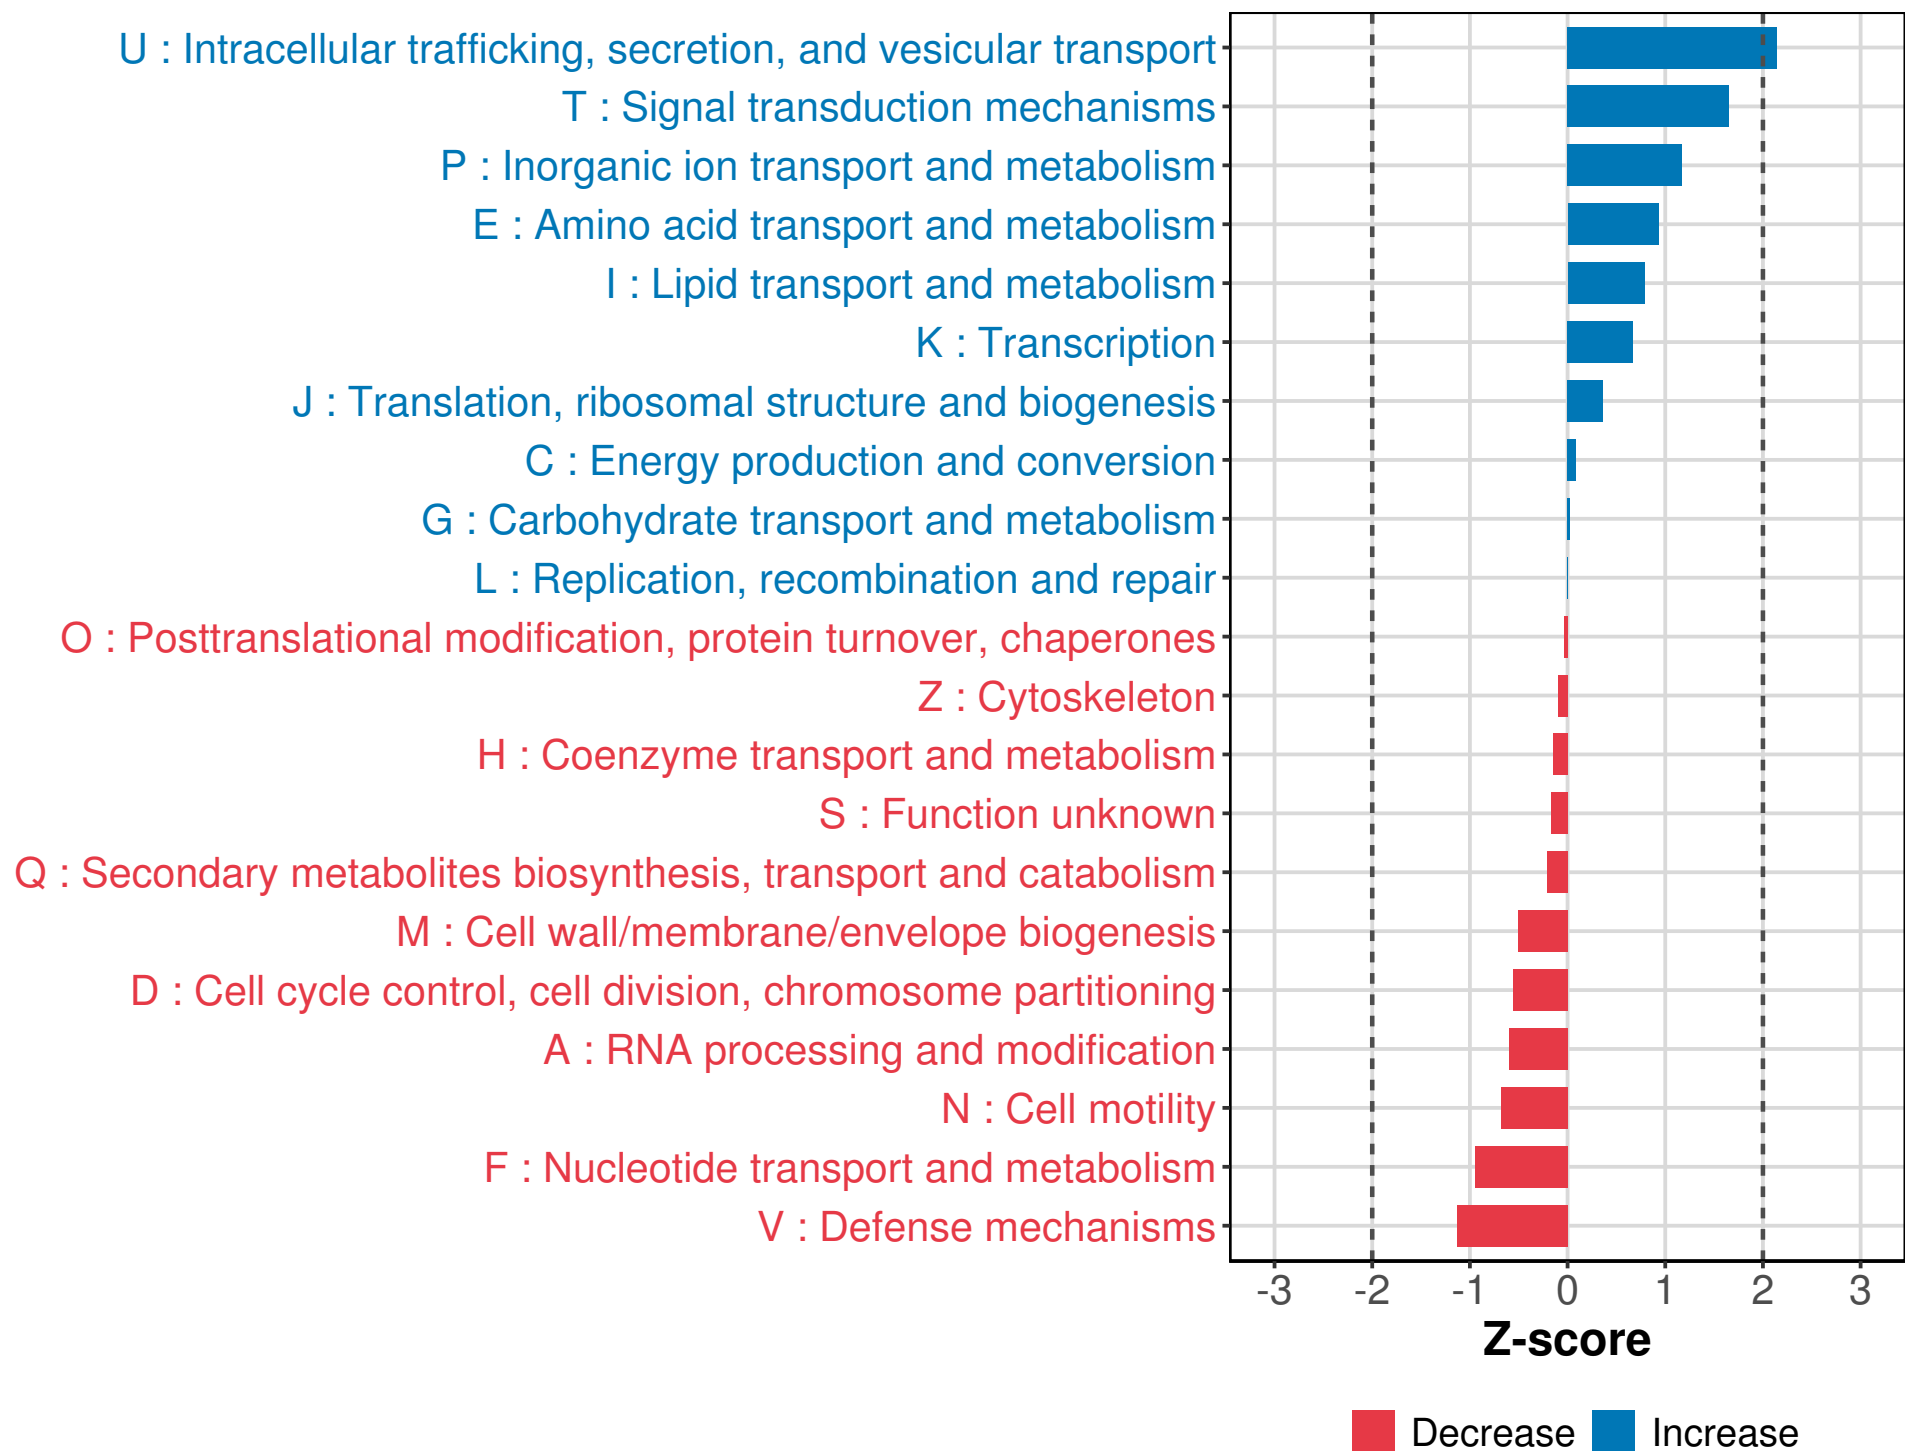 U : Intracellular trafficking, secretion, and vesicular transport
T : Signal transduction mechanisms
P : Inorganic ion transport and metabolism
E : Amino acid transport and metabolism
I : Lipid transport and metabolism
K : Transcription
J : Translation, ribosomal structure and biogenesis
C : Energy production and conversion
G : Carbohydrate transport and metabolism
L : Replication, recombination and repair
O : Posttranslational modification, protein turnover, chaperones
Z : Cytoskeleton
H : Coenzyme transport and metabolism
S : Function unknown
Q : Secondary metabolites biosynthesis, transport and catabolism
M : Cell wall/membrane/envelope biogenesis
D : Cell cycle control, cell division, chromosome partitioning
A : RNA processing and modification
N : Cell motility
F : Nucleotide transport and metabolism
V : Defense mechanisms
-3 -2 -1 0 1 2 3
Z-score
Decrease Increase